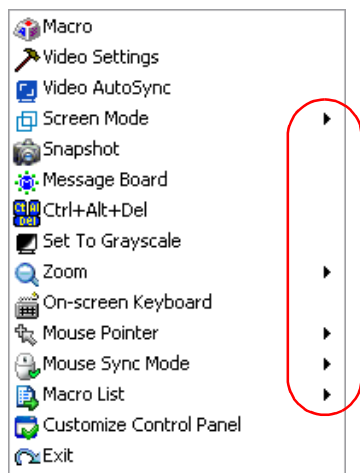 Macro
Video Settings
Video AutoSync
Screen Mode
Snapshot
Message Board
Ctrl+Alt+Del
Set To Grayscale
Zoom
On-screen Keyboard
Mouse Pointer
Mouse Sync Mode
Macro List
Customize Control Panel
Exit